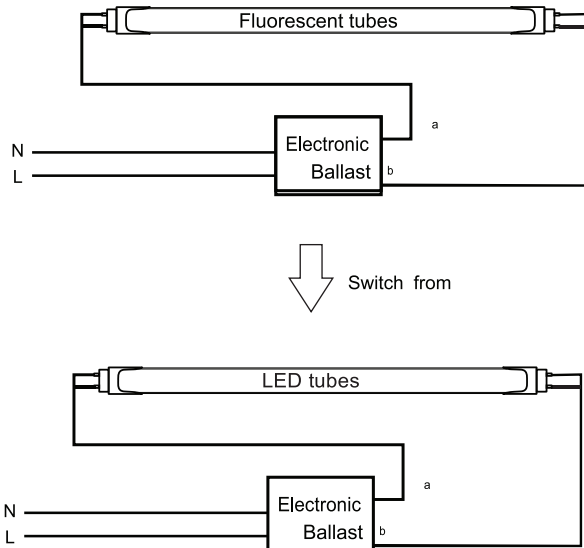 Fluorescent tubes
a
Electronic
Ballast
b
N
L
Switch from
LED tubes
a
Electronic
Ballast
b
N
L